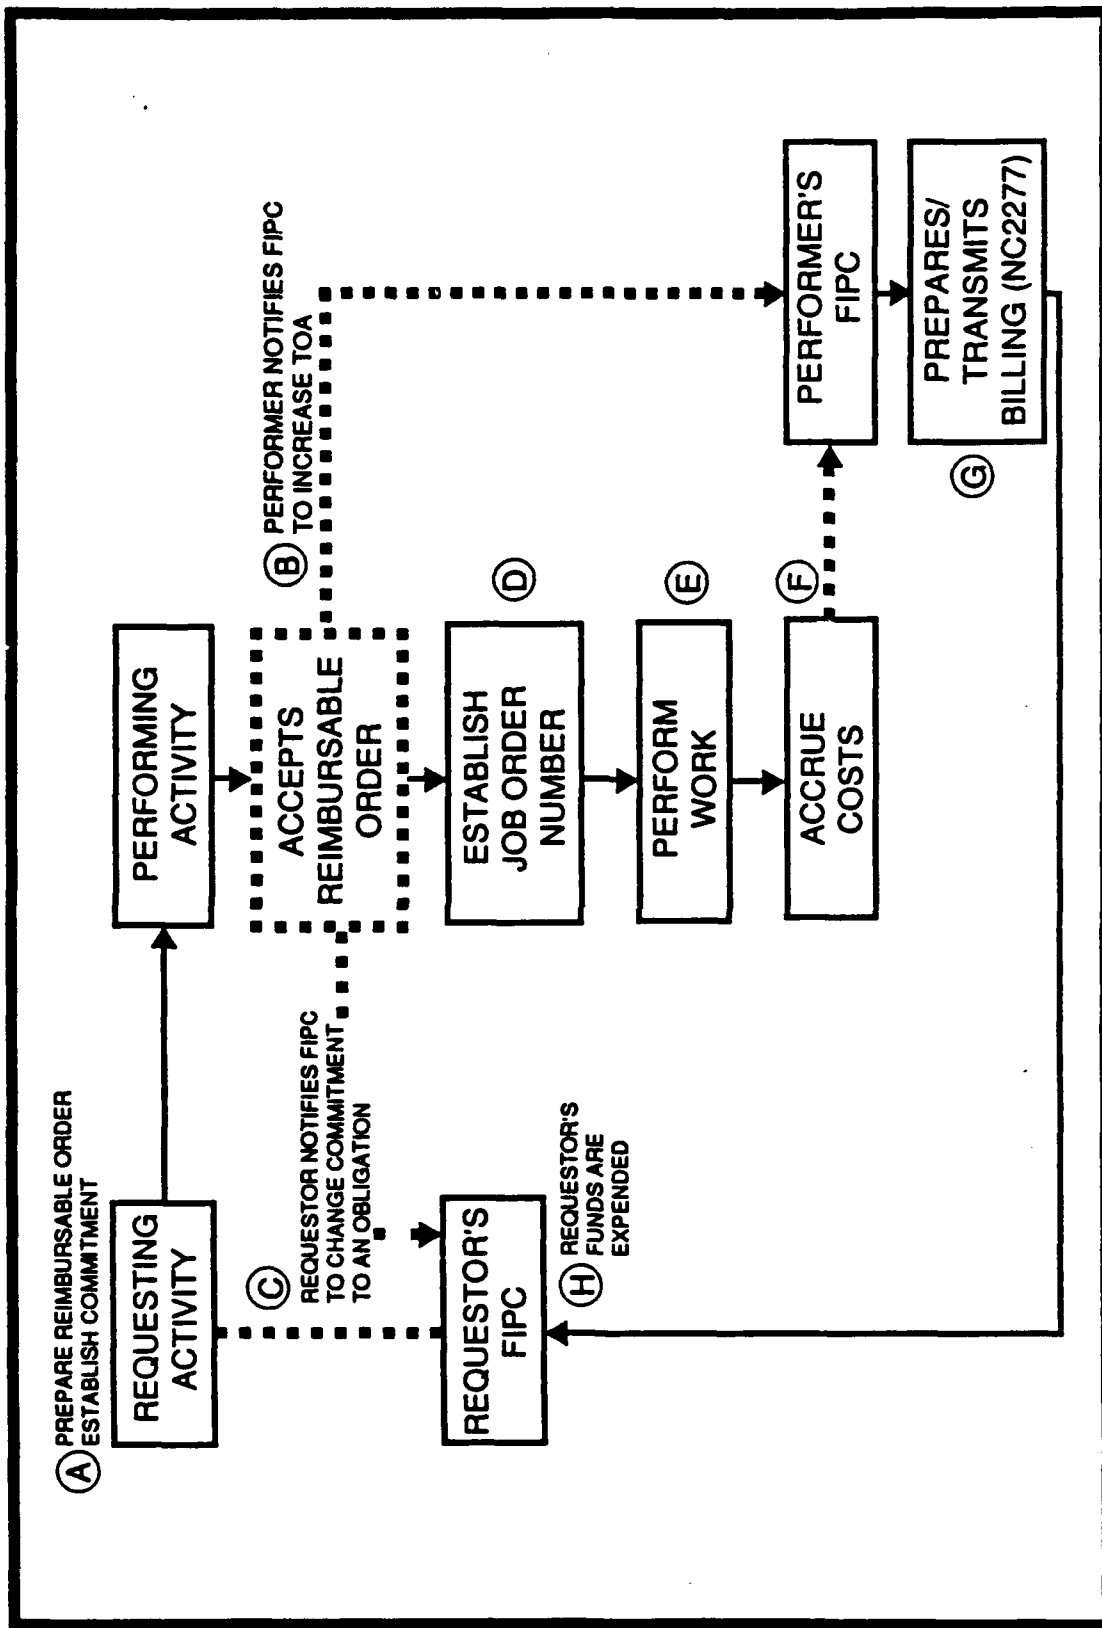 A PREPARE REIMBURSABLE ORDER
ESTABLISH COMMITMENT
REQUESTING
ACTIVITY
PERFORMING
ACTIVITY
C
REQUESTOR NOTIFIES FIPC
TO CHANGE COMMITMENT
TO AN OBLIGATION
ACCEPTS
REIMBURSABLE
ORDER
B PERFORMER NOTIFIES FIPC
TO INCREASE TOA
REQUESTOR'S
FIPC
ESTABLISH
JOB ORDER
NUMBER
D
H REQUESTOR'S
FUNDS ARE
EXPENDED
PERFORM
WORK
E
ACCRUE
COSTS
F
PERFORMER'S
FIPC
G
PREPARES/
TRANSMITS
BILLING (NC2277)